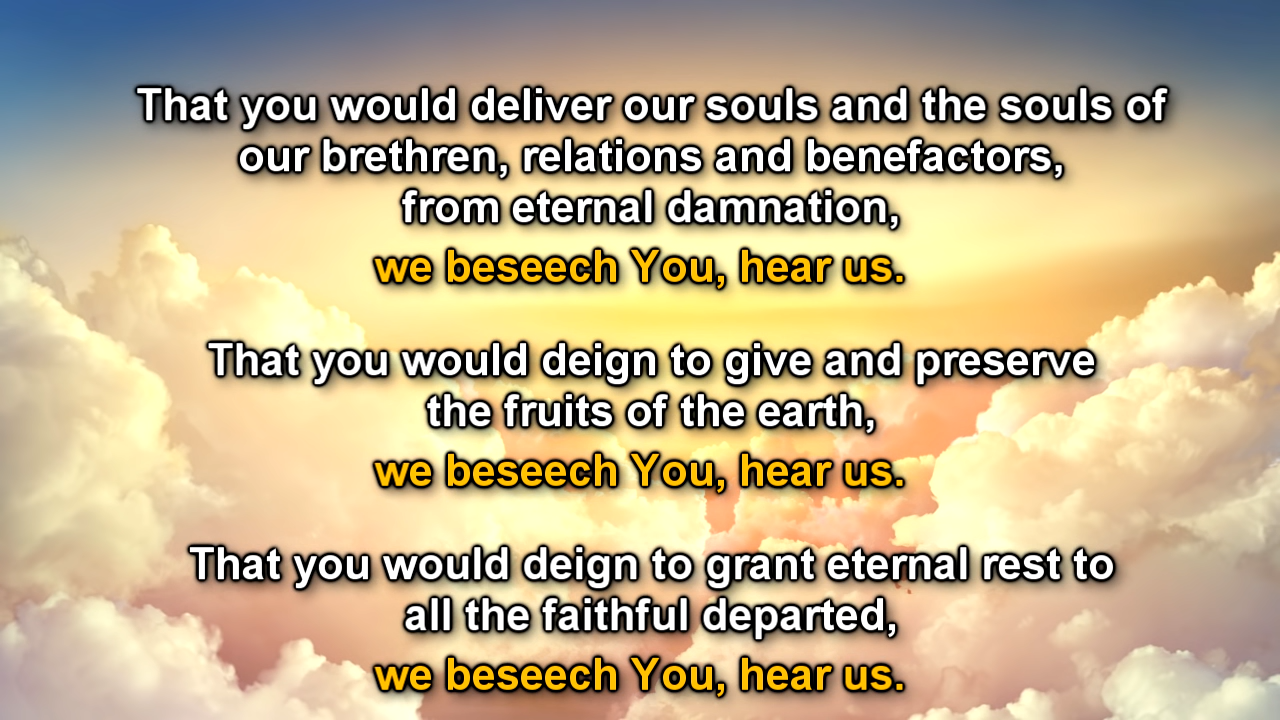 That you would deliver our souls and the souls of
our brethren, relations and benefactors,
from eternal damnation,
we beseech You, hear us.
That you would deign to give and preserve
the fruits of the earth,
we beseech You, hear us.
That you would deign to grant eternal rest to
all the faithful departed,
we beseech You, hear us.